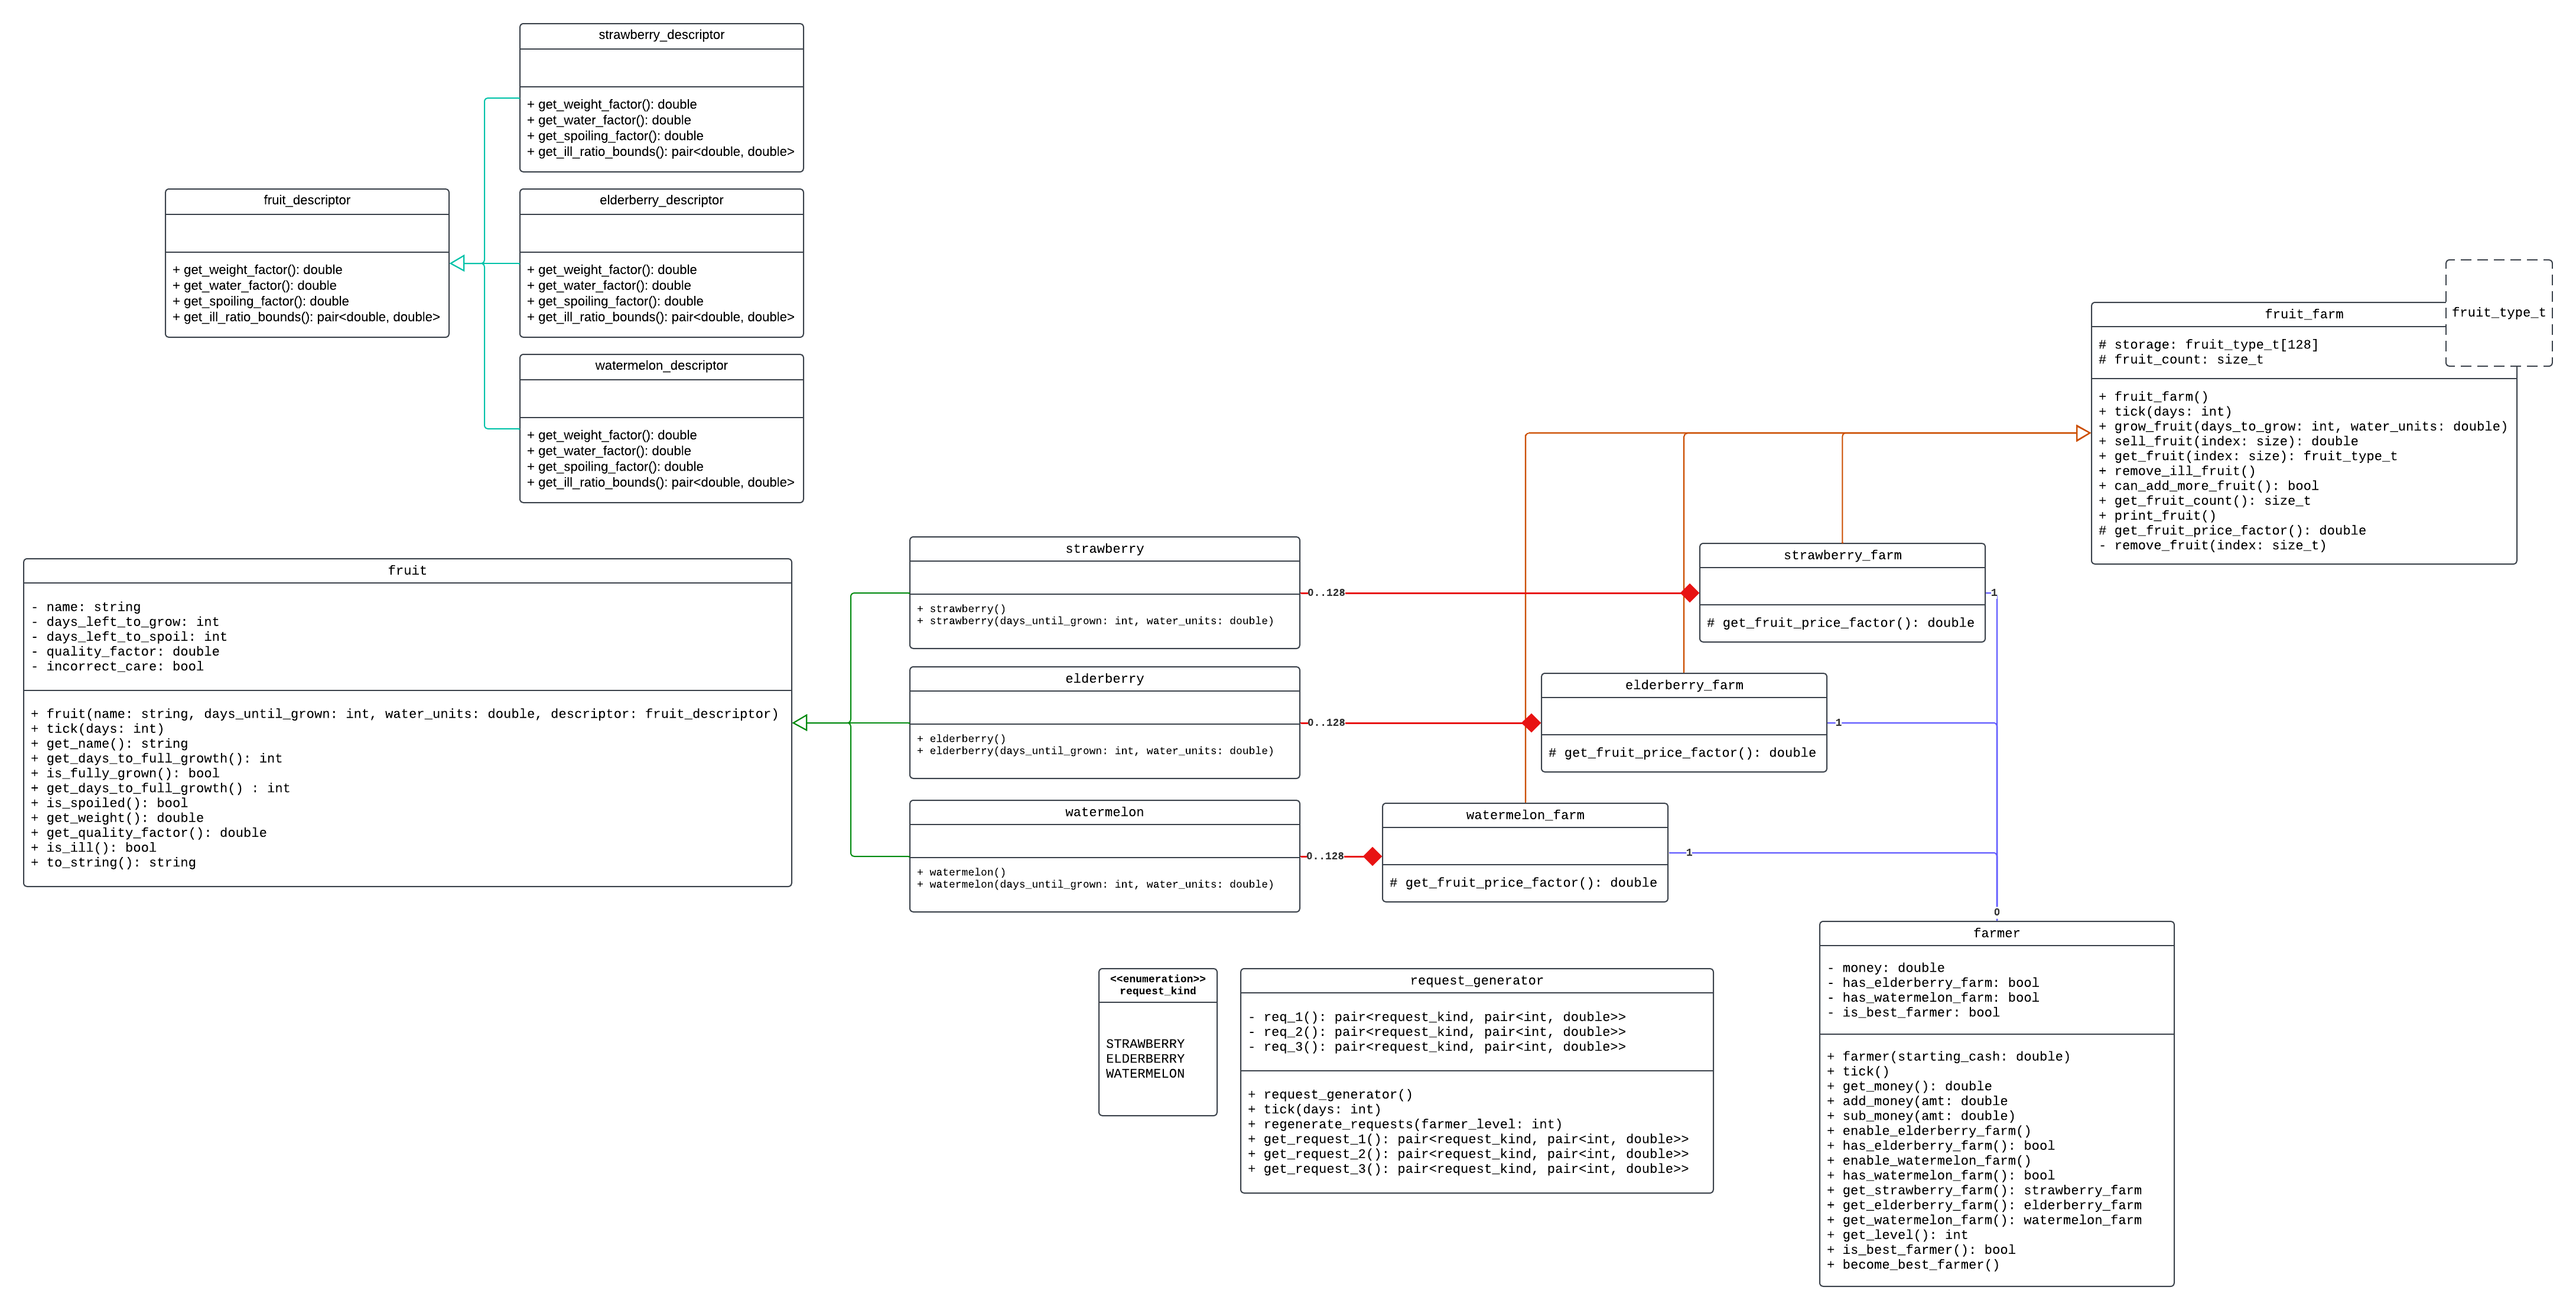 strawberry_descriptor
+ get_weight_factor(): double
+ get_water_factor(): double
+ get_spoiling_factor(): double
+ get_ill_ratio_bounds(): pair<double, double>
fruit_descriptor
+ get_weight_factor(): double
+ get_water_factor(): double
+ get_spoiling_factor(): double
+ get_ill_ratio_bounds(): pair<double, double>
elderberry_descriptor
+ get_weight_factor(): double
+ get_water_factor(): double
+ get_spoiling_factor(): double
+ get_ill_ratio_bounds(): pair<double, double>
watermelon_descriptor
+ get_weight_factor(): double
+ get_water_factor(): double
+ get_spoiling_factor(): double
+ get_ill_ratio_bounds(): pair<double, double>
fruit_type_t
fruit_farm
# storage: fruit_type_t[128]
# fruit_count: size_t
+ fruit_farm()
+ tick(days: int)
+ grow_fruit(days_to_grow: int, water_units: double)
+ sell_fruit(index: size): double
+ get_fruit(index: size): fruit_type_t
+ remove_ill_fruit()
+ can_add_more_fruit(): bool
+ get_fruit_count(): size_t
+ print_fruit()
# get_fruit_price_factor(): double
- remove_fruit(index: size_t)
fruit
- name: string
- days_left_to_grow: int
- days_left_to_spoil: int
- quality_factor: double
- incorrect_care: bool
+ fruit(name: string, days_until_grown: int, water_units: double, descriptor: fruit_descriptor)
+ tick(days: int)
+ get_name(): string
+ get_days_to_full_growth(): int
+ is_fully_grown(): bool
+ get_days_to_full_growth() : int
+ is_spoiled(): bool
+ get_weight(): double
+ get_quality_factor(): double
+ is_ill(): bool
+ to_string(): string
strawberry
+ strawberry()
+ strawberry(days_until_grown: int, water_units: double)
0..128
strawberry_farm
# get_fruit_price_factor(): double
1
elderberry
+ elderberry()
+ elderberry(days_until_grown: int, water_units: double)
0..128
elderberry_farm
# get_fruit_price_factor(): double
1
watermelon
+ watermelon()
+ watermelon(days_until_grown: int, water_units: double)
0..128
watermelon_farm
# get_fruit_price_factor(): double
1
0
<<enumeration>>
request_kind
STRAWBERRY
ELDERBERRY
WATERMELON
request_generator
- req_1(): pair<request_kind, pair<int, double>>
- req_2(): pair<request_kind, pair<int, double>>
- req_3(): pair<request_kind, pair<int, double>>
+ request_generator()
+ tick(days: int)
+ regenerate_requests(farmer_level: int)
+ get_request_1(): pair<request_kind, pair<int, double>>
+ get_request_2(): pair<request_kind, pair<int, double>>
+ get_request_3(): pair<request_kind, pair<int, double>>
farmer
- money: double
- has_elderberry_farm: bool
- has_watermelon_farm: bool
- is_best_farmer: bool
+ farmer(starting_cash: double)
+ tick()
+ get_money(): double
+ add_money(amt: double
+ sub_money(amt: double)
+ enable_elderberry_farm()
+ has_elderberry_farm(): bool
+ enable_watermelon_farm()
+ has_watermelon_farm(): bool
+ get_strawberry_farm(): strawberry_farm
+ get_elderberry_farm(): elderberry_farm
+ get_watermelon_farm(): watermelon_farm
+ get_level(): int
+ is_best_farmer(): bool
+ become_best_farmer()